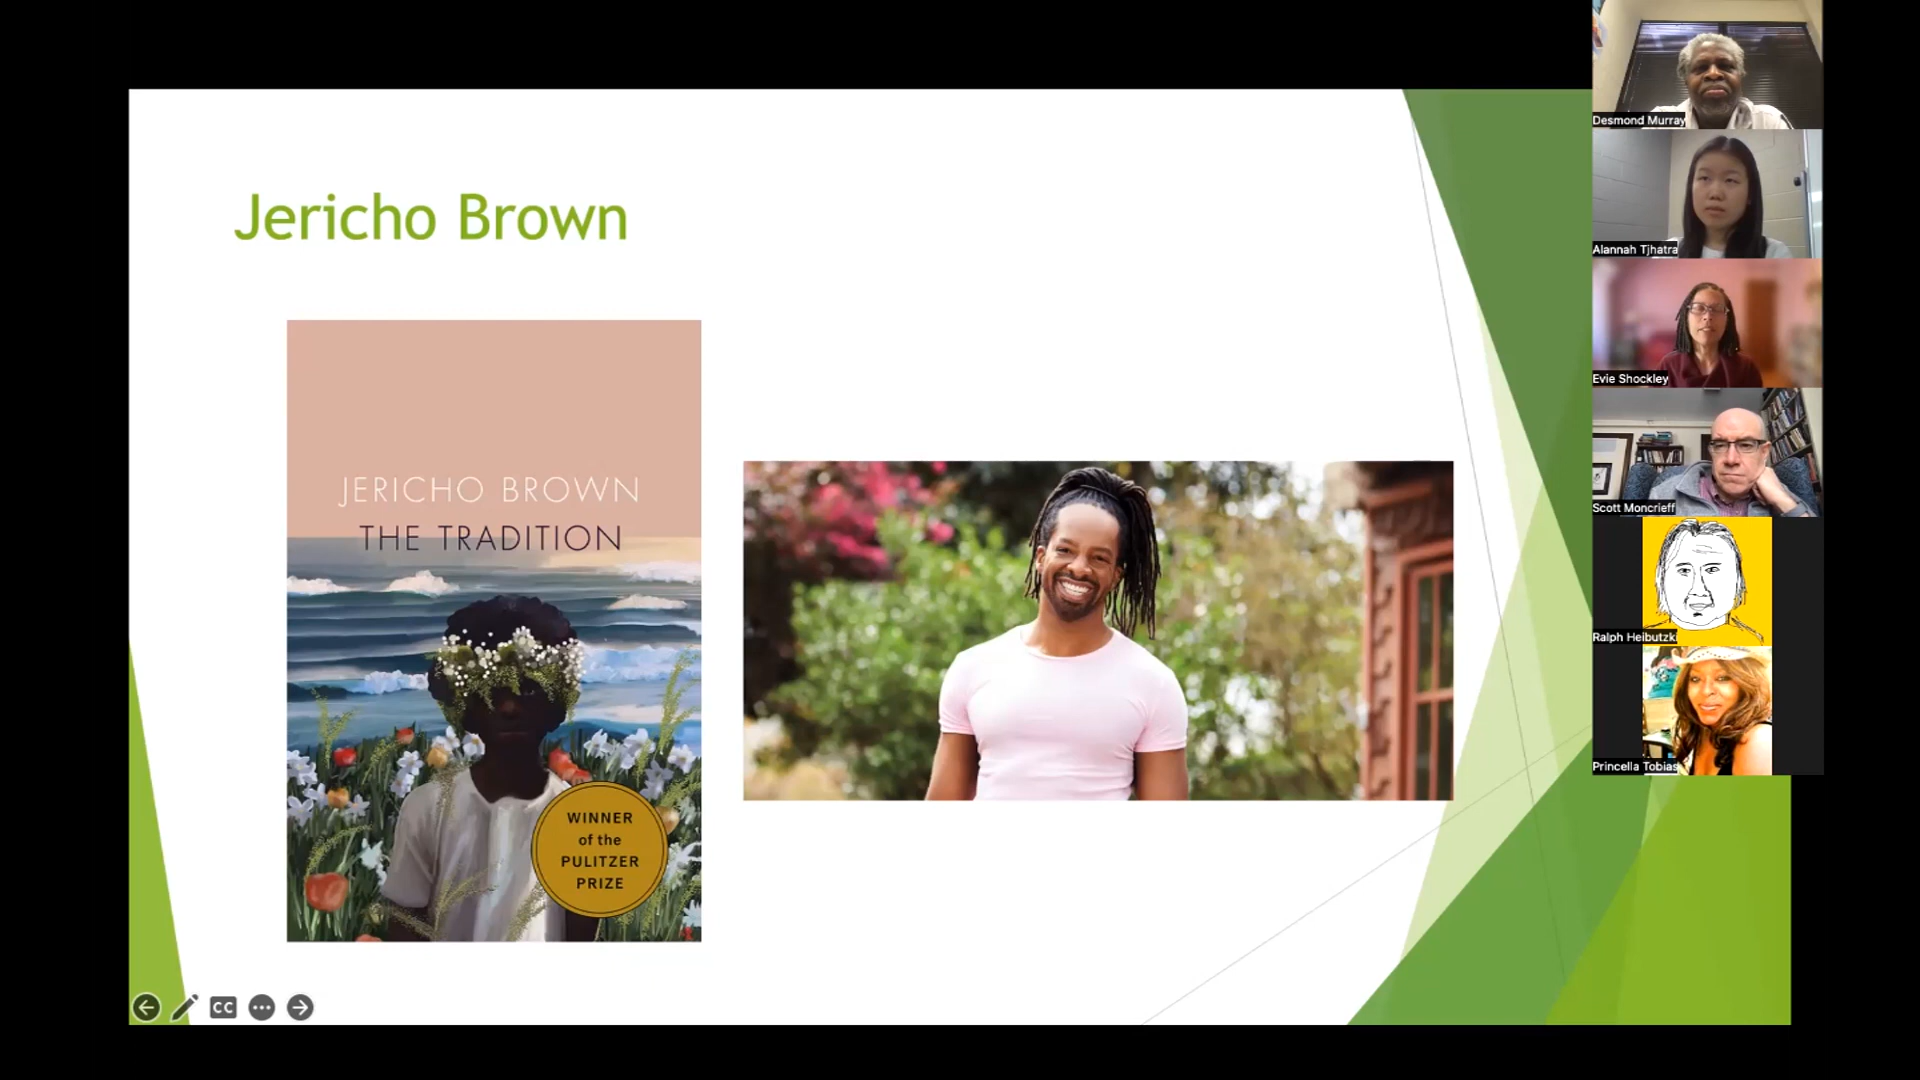 Jericho Brown
JERICHO BROWN
THE TRADITION
WINNER
of the
PULITZER
PRIZE
CC
Desmond Murray
Alannah Tjhatra
Evie Shockley
Scott Moncrieff
Ralph Heibutzki
Princella Tobias